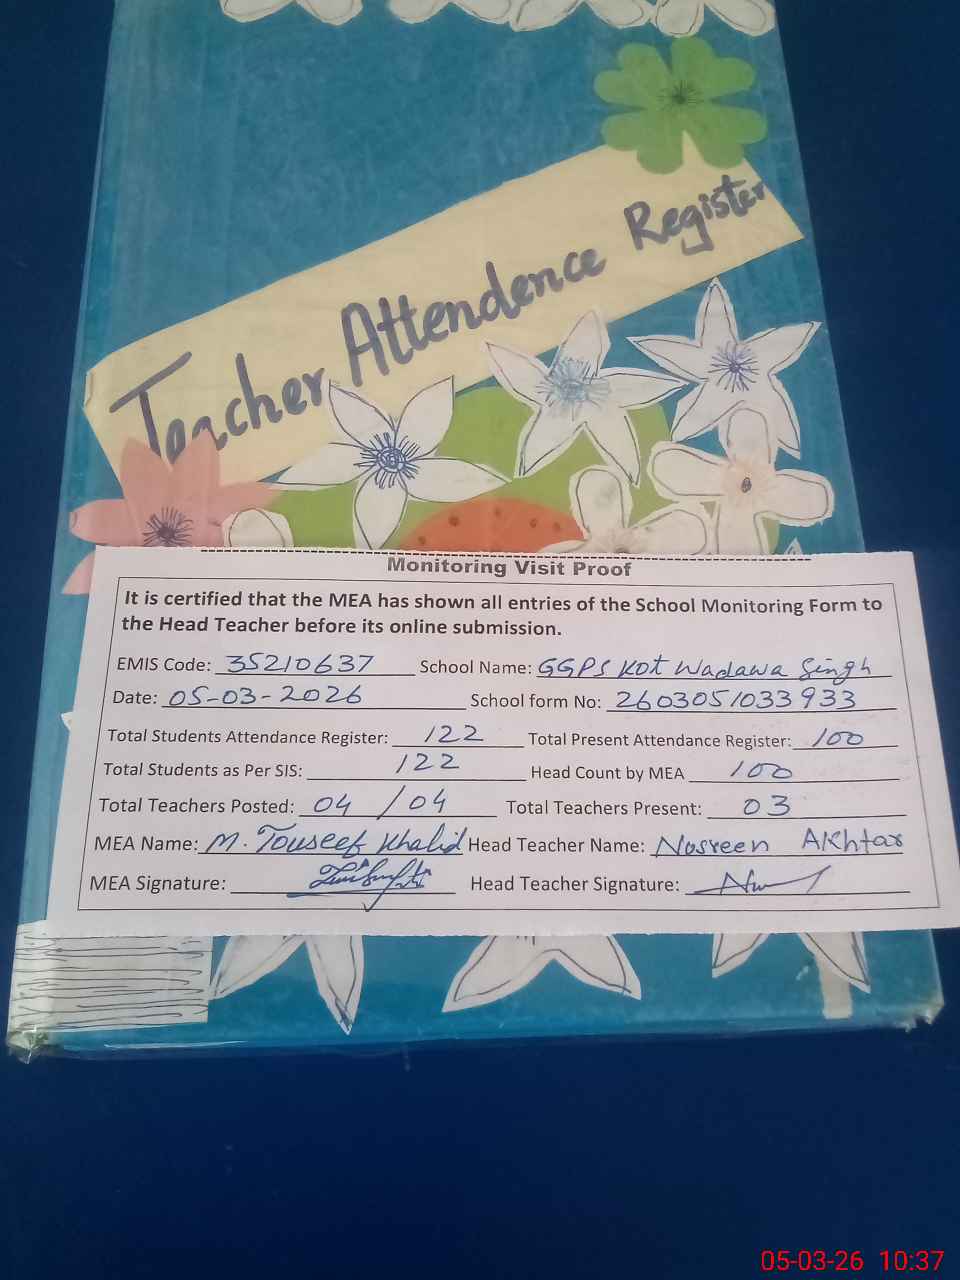 Teacher Attendence Register
Monitoring Visit Proof
It is certified that the MEA has shown all entries of the School Monitoring Form to
the Head Teacher before its online submission.
EMIS Code: 35210637 School Name: GGPS Kot Wadawa Singh
Date: 05-03-2026 School form No: 2603051033933
Total Students Attendance Register: 122 Total Present Attendance Register: 100
Total Students as Per SIS: 122 Head Count by MEA 100
Total Teachers Posted: 04 /04 Total Teachers Present: 03
MEA Name: M. Touseef Khalid Head Teacher Name: Nasreen Akhtar
MEA Signature: Head Teacher Signature:
05-03-26 10:37